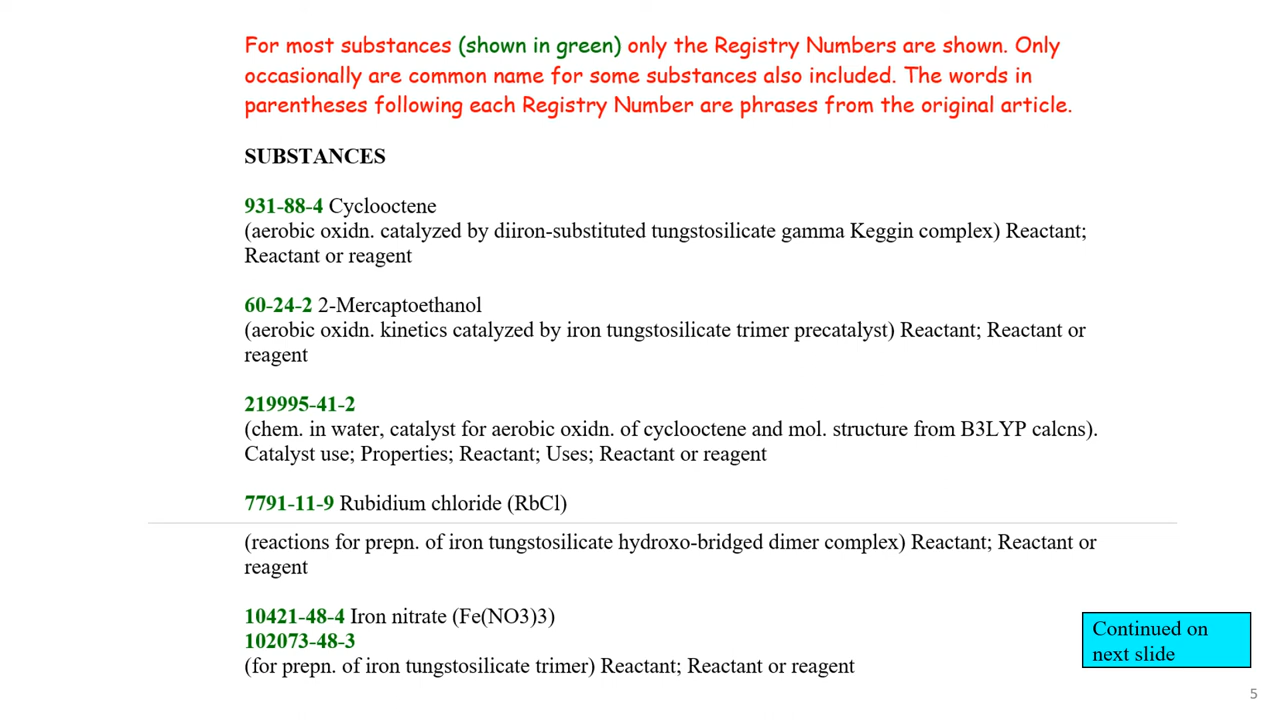 For most substances (shown in green) only the Registry Numbers are shown. Only
occasionally are common name for some substances also included. The words in
parentheses following each Registry Number are phrases from the original article.
SUBSTANCES
931-88-4 Cyclooctene
(aerobic oxidn. catalyzed by diiron-substituted tungstosilicate gamma Keggin complex) Reactant;
Reactant or reagent
60-24-2 2-Mercaptoethanol
(aerobic oxidn. kinetics catalyzed by iron tungstosilicate trimer precatalyst) Reactant; Reactant or
reagent
219995-41-2
(chem. in water, catalyst for aerobic oxidn. of cyclooctene and mol. structure from B3LYP calcns).
Catalyst use; Properties; Reactant; Uses; Reactant or reagent
7791-11-9 Rubidium chloride (RbCl)
(reactions for prepn. of iron tungstosilicate hydroxo-bridged dimer complex) Reactant; Reactant or
reagent
10421-48-4 Iron nitrate (Fe(NO3)3)
102073-48-3
(for prepn. of iron tungstosilicate trimer) Reactant; Reactant or reagent
Continued on
next slide
5